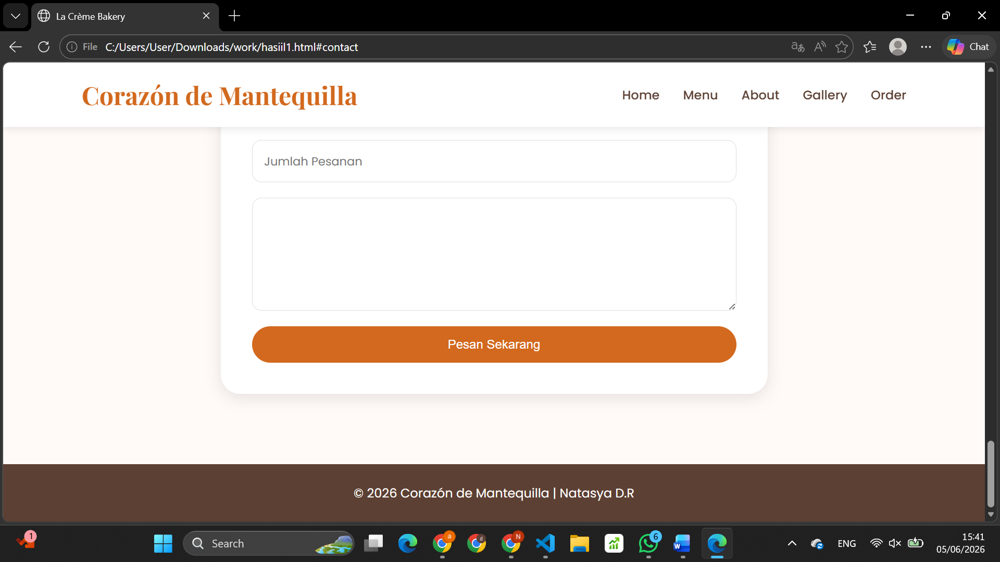 La Crème Bakery
File C:/Users/User/Downloads/work/hasiil1.html#contact
Chat
Corazón de Mantequilla
Home Menu About Gallery Order
Jumlah Pesanan
Pesan Sekarang
© 2026 Corazón de Mantequilla | Natasya D.R
1
Search
a
d
N
6
W
ENG
15:41
05/06/2026